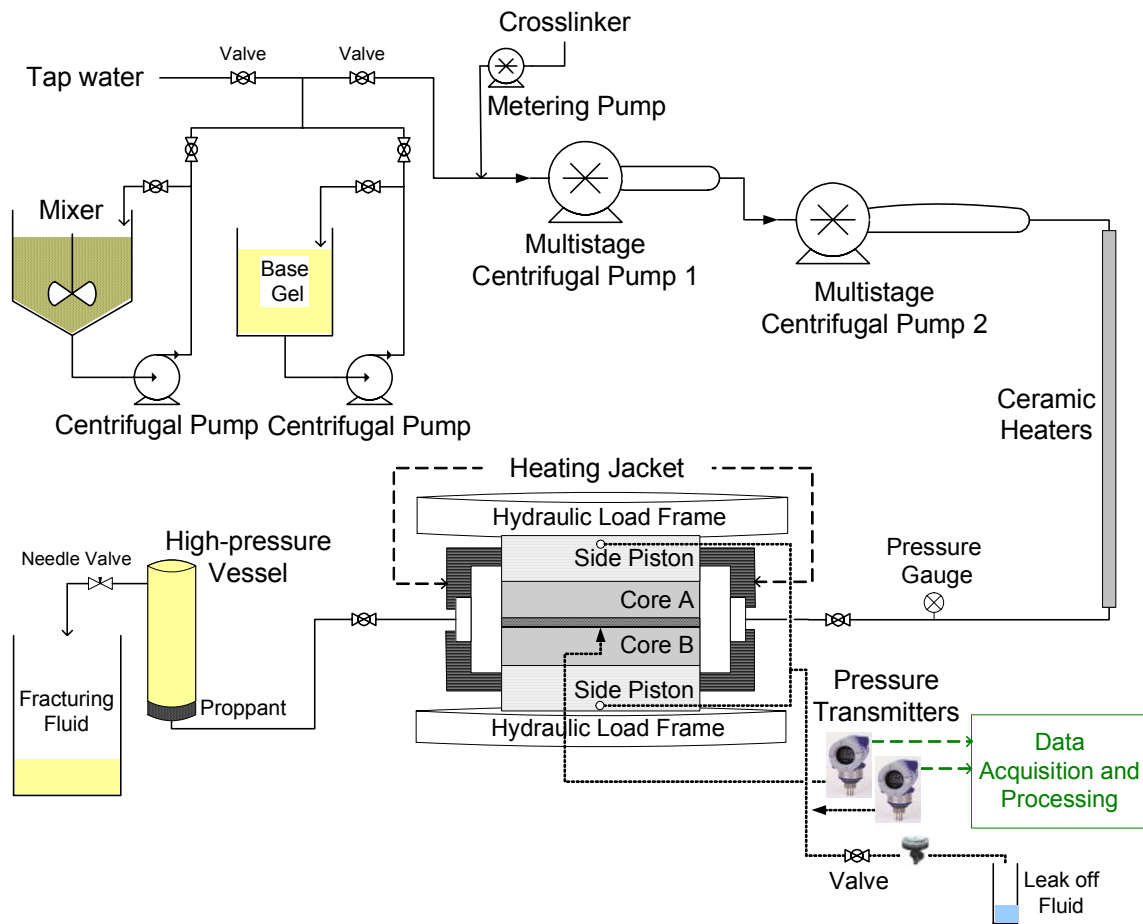 Crosslinker
Valve
Valve
Tap water
Metering Pump
Mixer
Base
Gel
Multistage
Centrifugal Pump 1
Multistage
Centrifugal Pump 2
Centrifugal Pump
Centrifugal Pump
Ceramic
Heaters
Heating Jacket
Hydraulic Load Frame
High-pressure
Vessel
Needle Valve
Side Piston
Pressure
Gauge
Core A
Core B
Fracturing
Fluid
Proppant
Side Piston
Hydraulic Load Frame
Pressure
Transmitters
Data
Acquisition and
Processing
Valve
Leak off
Fluid